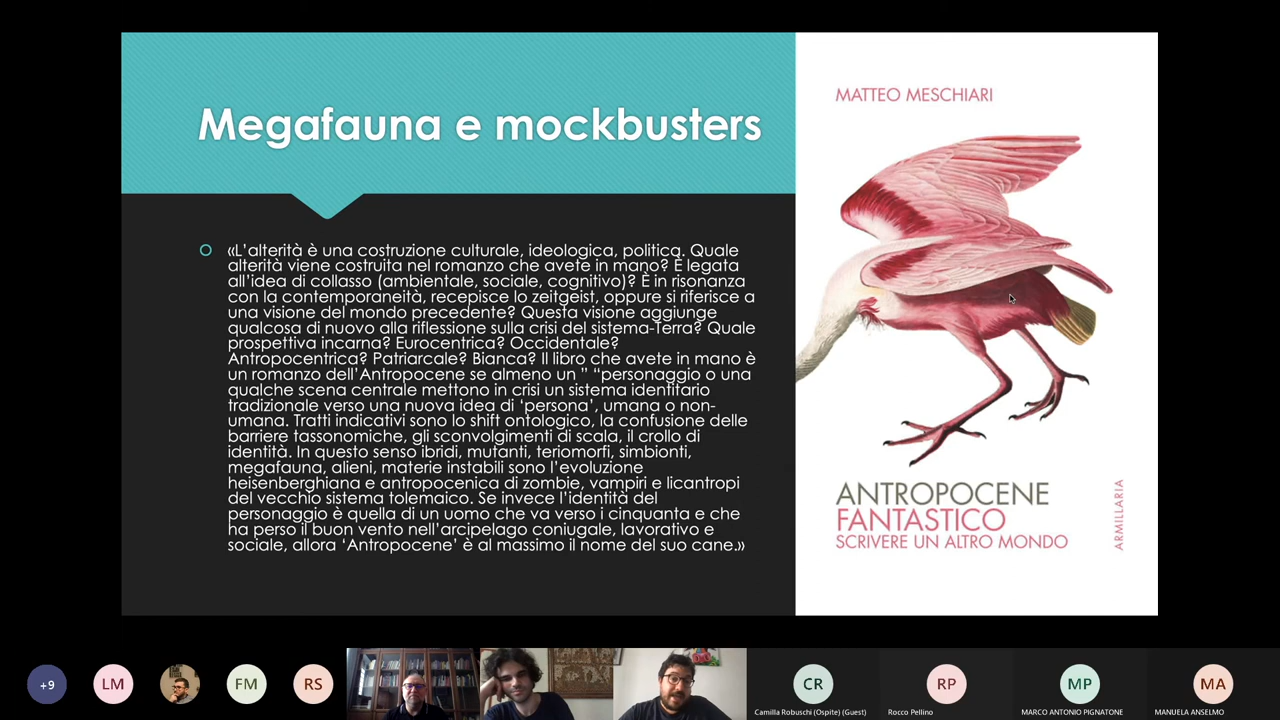 Megafauna e mockbusters
«L'alterità è una costruzione culturale, ideologica, politica. Quale
alterità viene costruita nel romanzo che avete in mano? È legata
all'idea di collasso (ambientale, sociale, cognitivo)? È in risonanza
con la contemporaneità, recepisce lo zeitgeist, oppure si riferisce a
una visione del mondo precedente? Questa visione aggiunge
qualcosa di nuovo alla riflessione sulla crisi del sistema-Terra? Quale
prospettiva incarna? Eurocentrica? Occidentale?
Antropocentrica? Patriarcale? Bianca? Il libro che avete in mano è
un romanzo dell'Antropocene se almeno un " "personaggio o una
qualche scena centrale mettono in crisi un sistema identitario
tradizionale verso una nuova idea di 'persona', umana o non-
umana. Tratti indicativi sono lo shift ontologico, la confusione delle
barriere tassonomiche, gli sconvolgimenti di scala, il crollo di
identità. In questo senso ibridi, mutanti, teriomorfi, simbionti,
megafauna, alieni, materie instabili sono l'evoluzione
heisenberghiana e antropocenica di zombie, vampiri e licantropi
del vecchio sistema tolemaico. Se invece l'identità del
personaggio è quella di un uomo che va verso i cinquanta e che
ha perso il buon vento nell'arcipelago coniugale, lavorativo e
sociale, allora 'Antropocene' è al massimo il nome del suo cane.»
MATTEO MESCHIARI
ANTROPOCENE
FANTASTICO
SCRIVERE UN ALTRO MONDO
ARMILLARIA
+9
LM
FM
RS
CR
Camilla Robuschi (Ospite) (Guest)
RP
Rocco Pellino
MP
MARCO ANTONIO PIGNATONE
MA
MANUELA ANSELMO